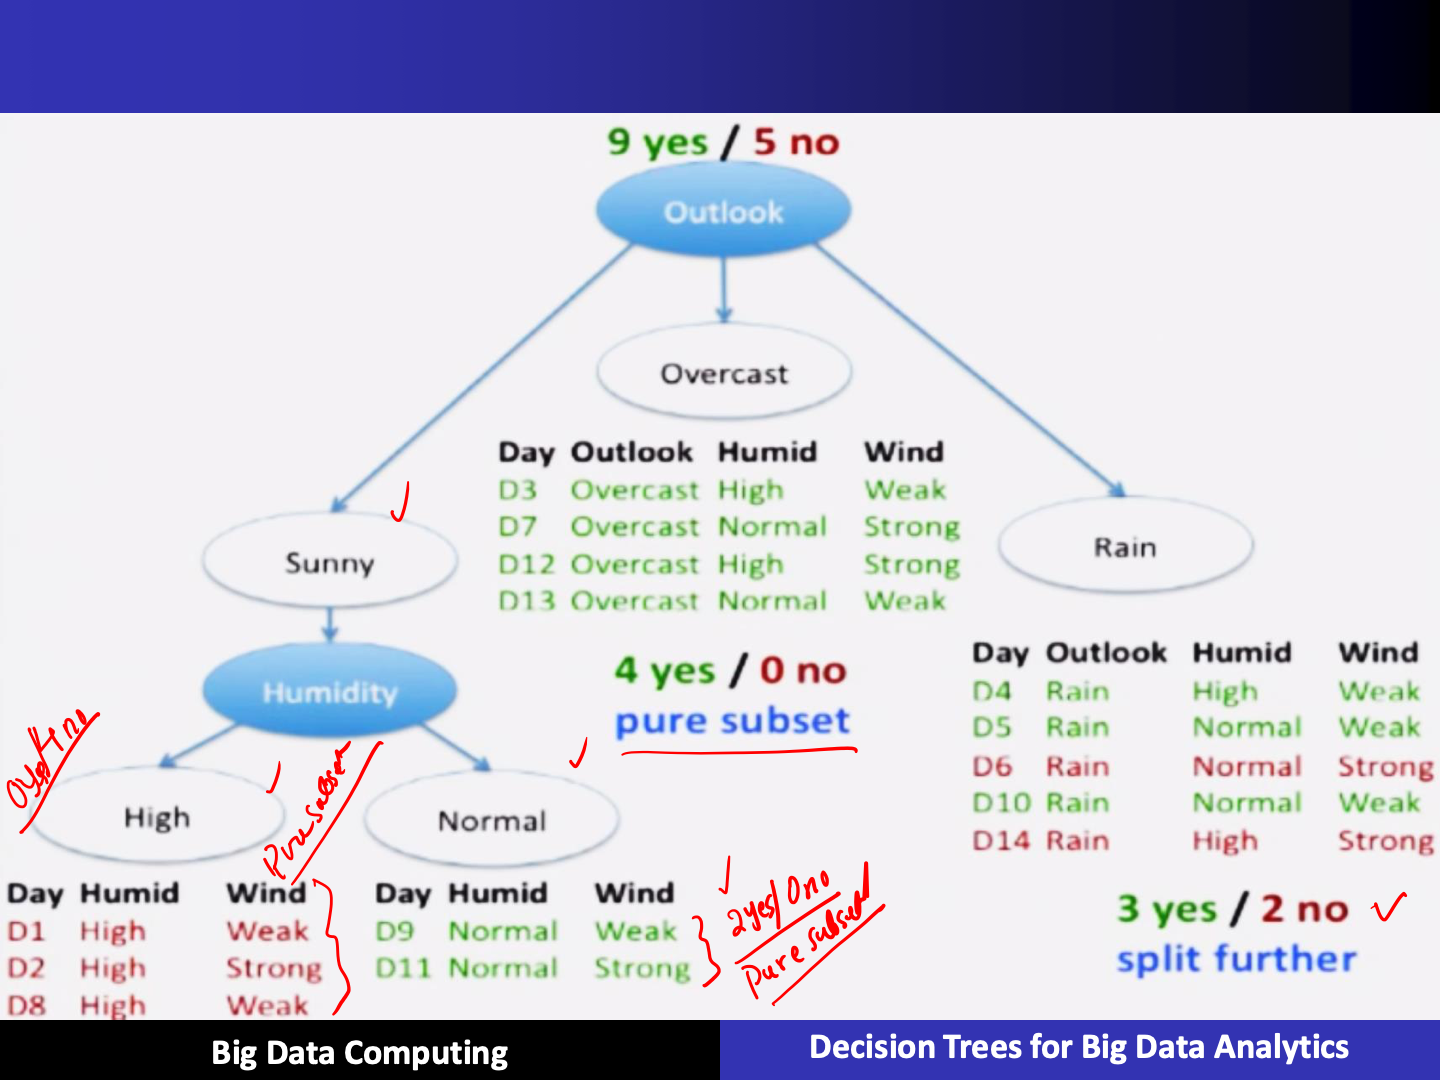 9 yes / 5 no
Outlook
Overcast
Day Outlook Humid Wind
D3 Overcast High Weak
D7 Overcast Normal Strong
D12 Overcast High Strong
D13 Overcast Normal Weak
4 yes / 0 no
pure subset
Sunny
Humidity
High
Normal
Pure subset
Day Humid Wind
D1 High Weak
D2 High Strong
D8 High Weak
Day Humid Wind
D9 Normal Weak
D11 Normal Strong
2yes/ 0no
pure subset
Rain
Day Outlook Humid Wind
D4 Rain High Weak
D5 Rain Normal Weak
D6 Rain Normal Strong
D10 Rain Normal Weak
D14 Rain High Strong
3 yes / 2 no
split further
Big Data Computing
Decision Trees for Big Data Analytics